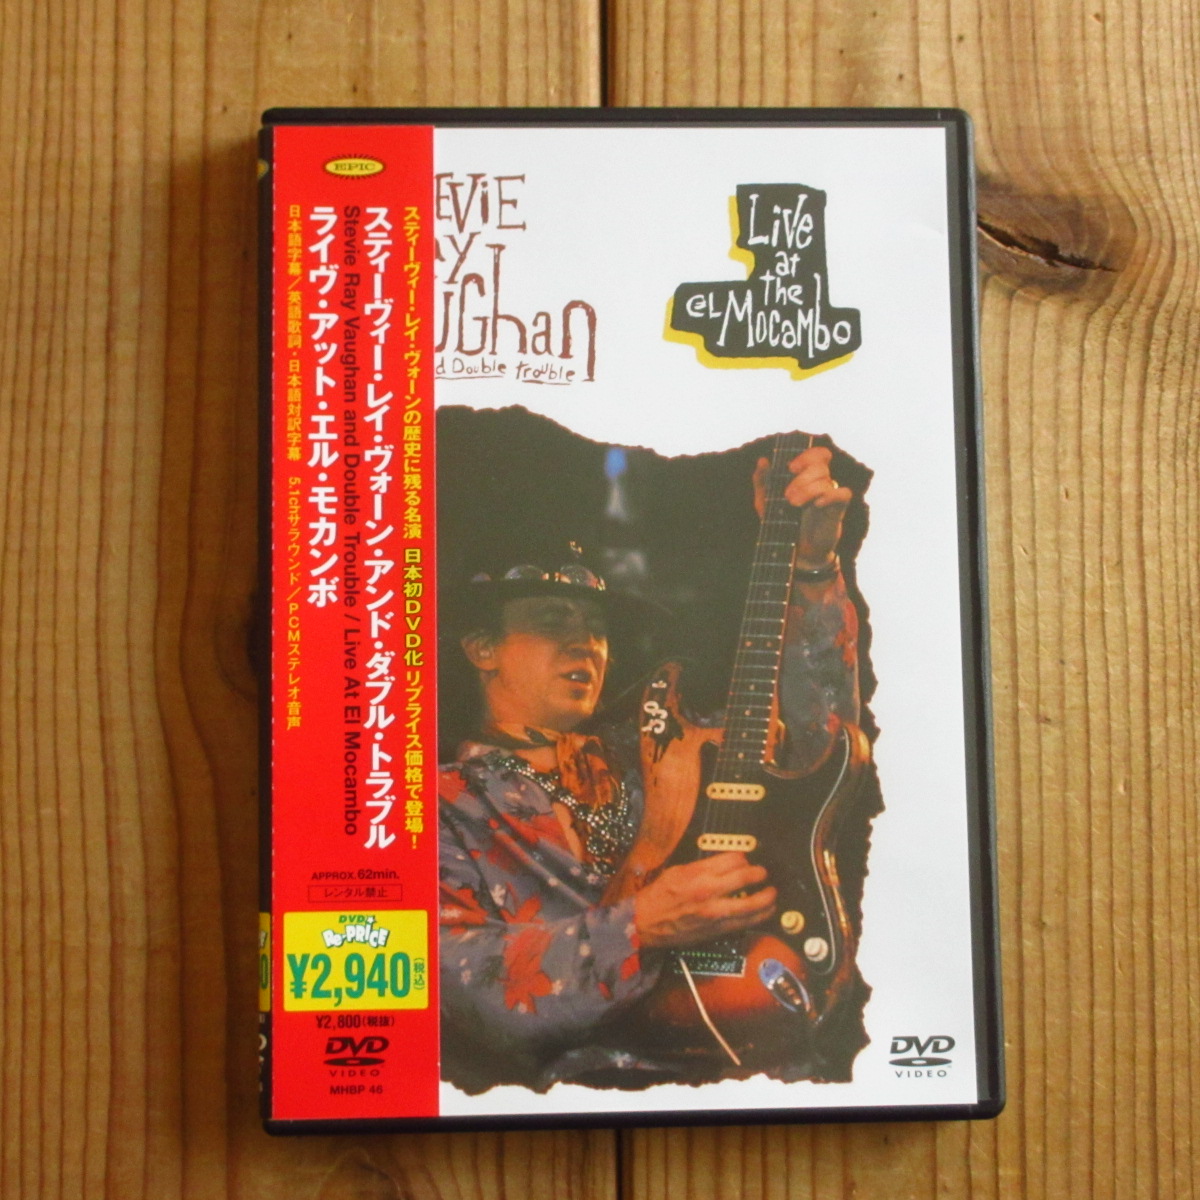 EPIC
スティーヴィー・レイ・ヴォーンの歴史に残る名演 日本初DVD化 リプライス価格で登場!
スティーヴィー・レイ・ヴォーン・アンド・ダブル・トラブル
Stevie Ray Vaughan and Double Trouble / Live At El Mocambo
ライヴ・アット・エル・モカンボ
日本語字幕/英語歌詞・日本語対訳字幕 5.1chサラウンド/PCMステレオ音声
APPROX.62min.
レンタル禁止
DVD
Re-PRICE
¥2,940(税込)
¥2,800(税抜)
DVD
VIDEO
MHBP 46
EVIE
AY
UGhan
d Double trouble
Live
at
the
eL Mocambo
DVD
VIDEO